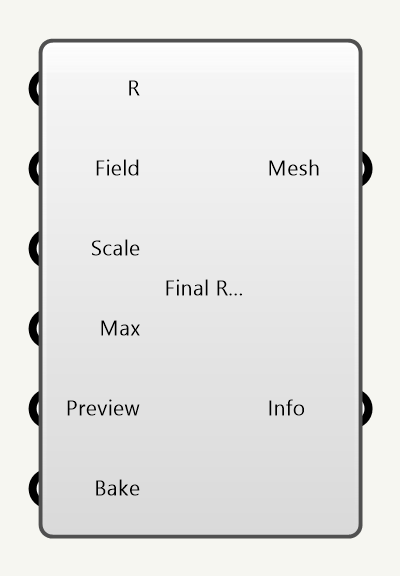 R
Field
Mesh
Scale
Final R...
Max
Preview
Info
Bake